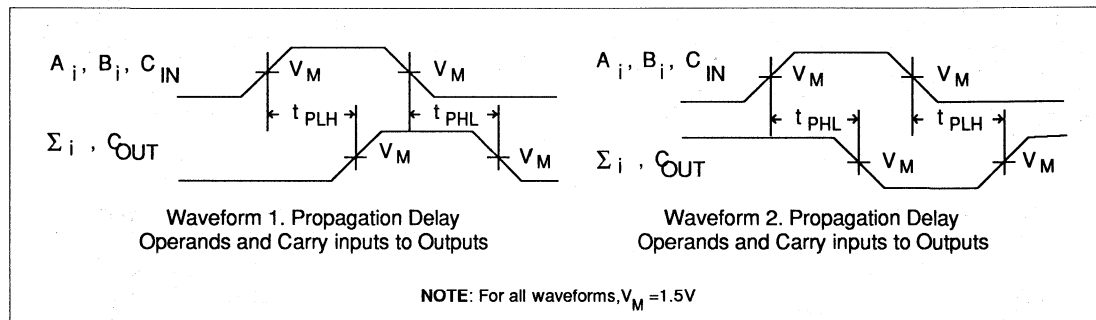 A i, B i, C IN
V M
V M
t PLH
t PHL
Σ i , C OUT
V M
V M
Waveform 1. Propagation Delay
Operands and Carry inputs to Outputs
A i, B i, C IN
V M
V M
t PHL
t PLH
Σ i , C OUT
V M
V M
Waveform 2. Propagation Delay
Operands and Carry inputs to Outputs
NOTE: For all waveforms,V M =1.5V